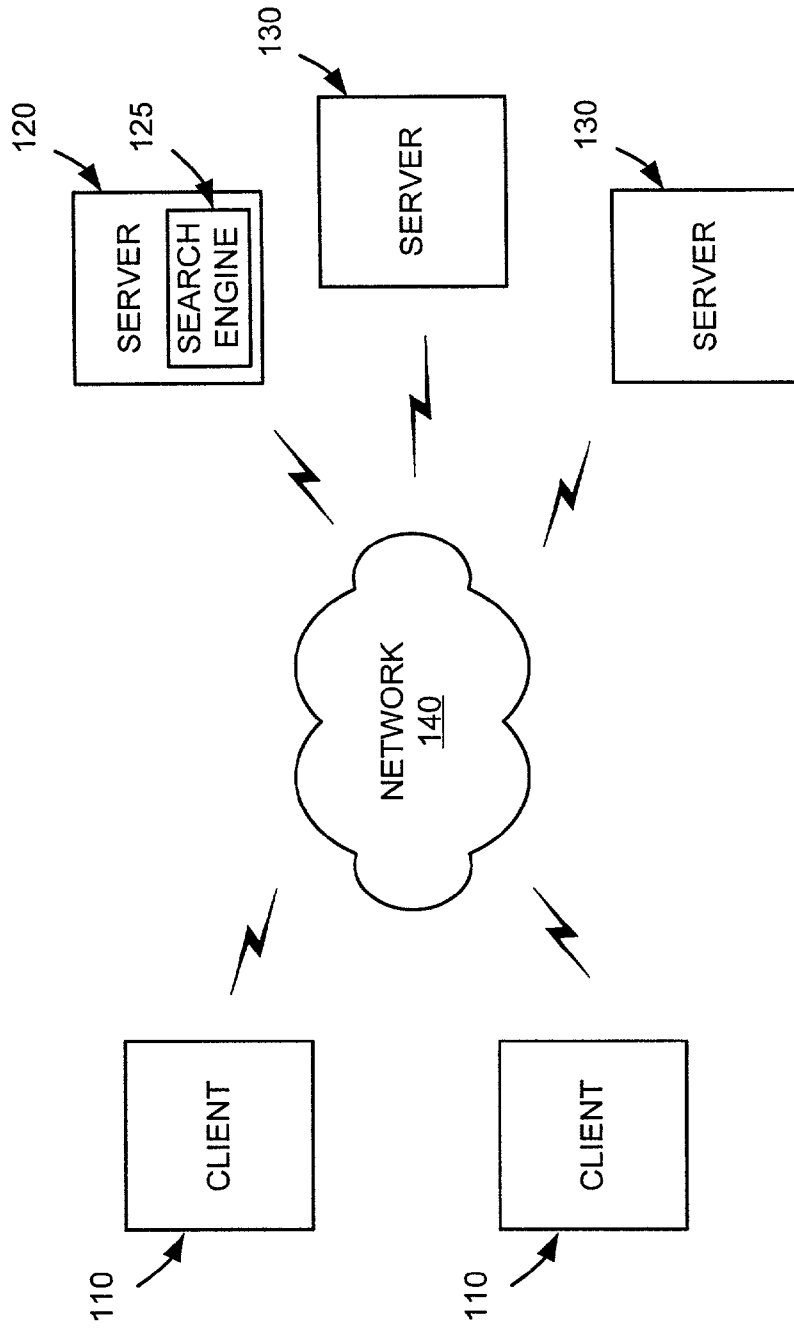 120
SERVER
125
SEARCH
ENGINE
130
SERVER
130
SERVER
NETWORK
140
110
CLIENT
110
CLIENT